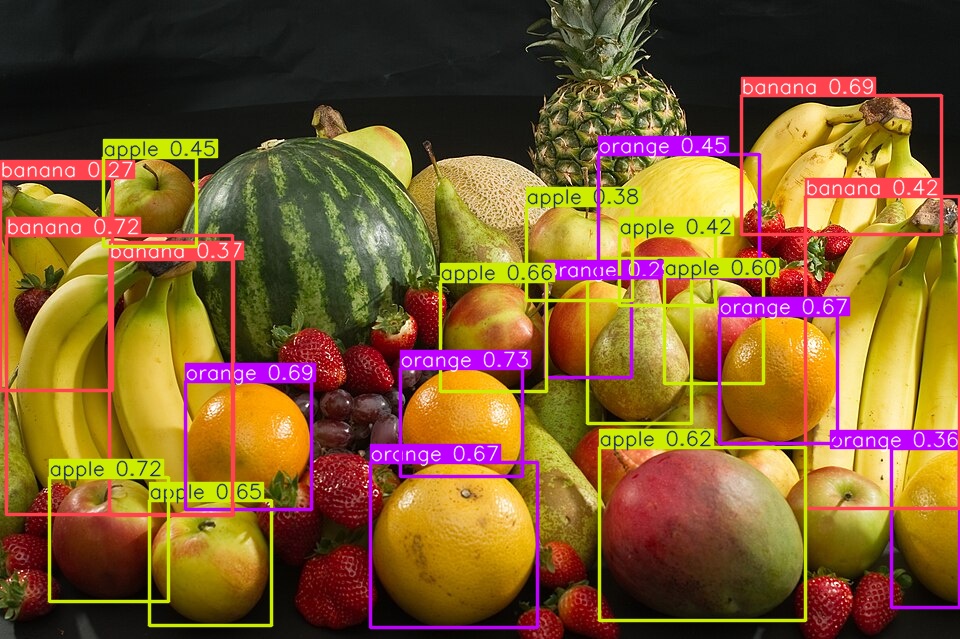 banana 0.69
orange 0.45
apple 0.45
banana 0.27
banana 0.42
apple 0.38
banana 0.72
apple 0.42
banana 0.37
apple 0.66
orange 0.2
apple 0.60
orange 0.67
orange 0.73
orange 0.69
apple 0.62
orange 0.36
orange 0.67
apple 0.72
apple 0.65